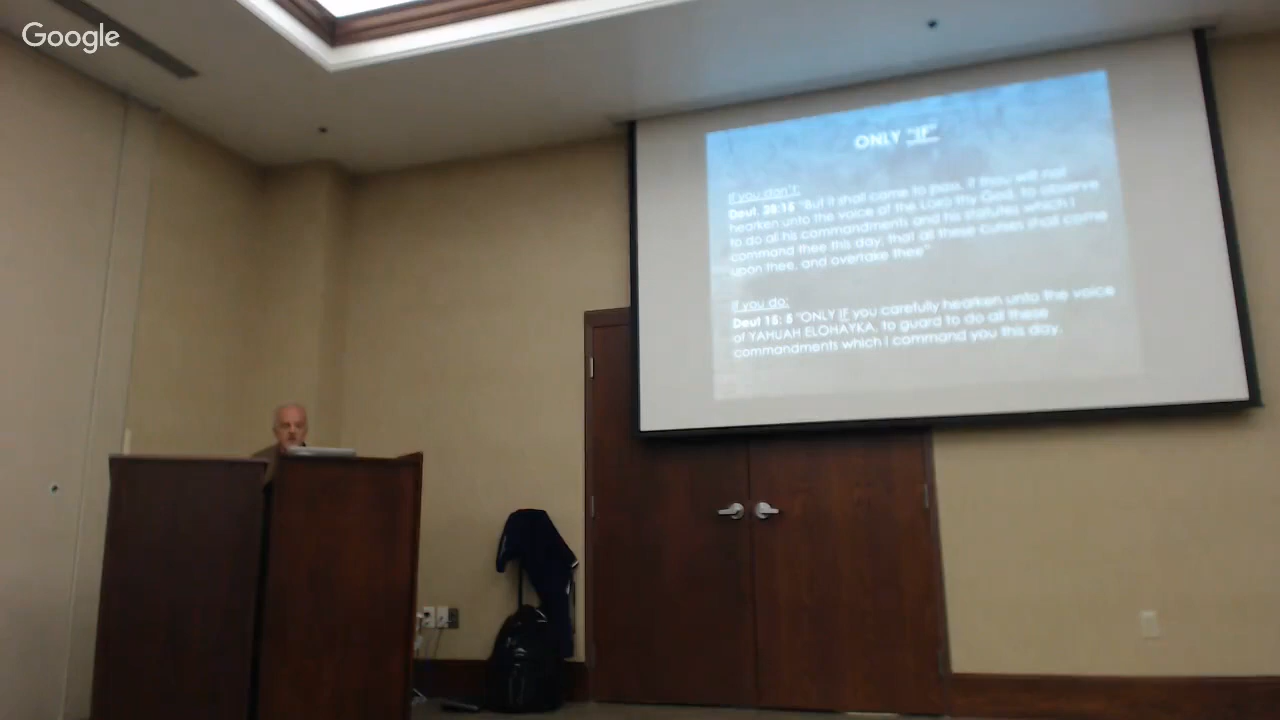 Google
ONLY "IF"
If you don't:
Deut. 28:15 "But it shall come to pass, if thou wilt not
hearken unto the voice of the LORD thy God, to observe
to do all his commandments and his statutes which I
command thee this day; that all these curses shall come
upon thee, and overtake thee"
If you do:
Deut 15: 5 "ONLY IF you carefully hearken unto the voice
of YAHUAH ELOHAYKA, to guard to do all these
commandments which I command you this day.